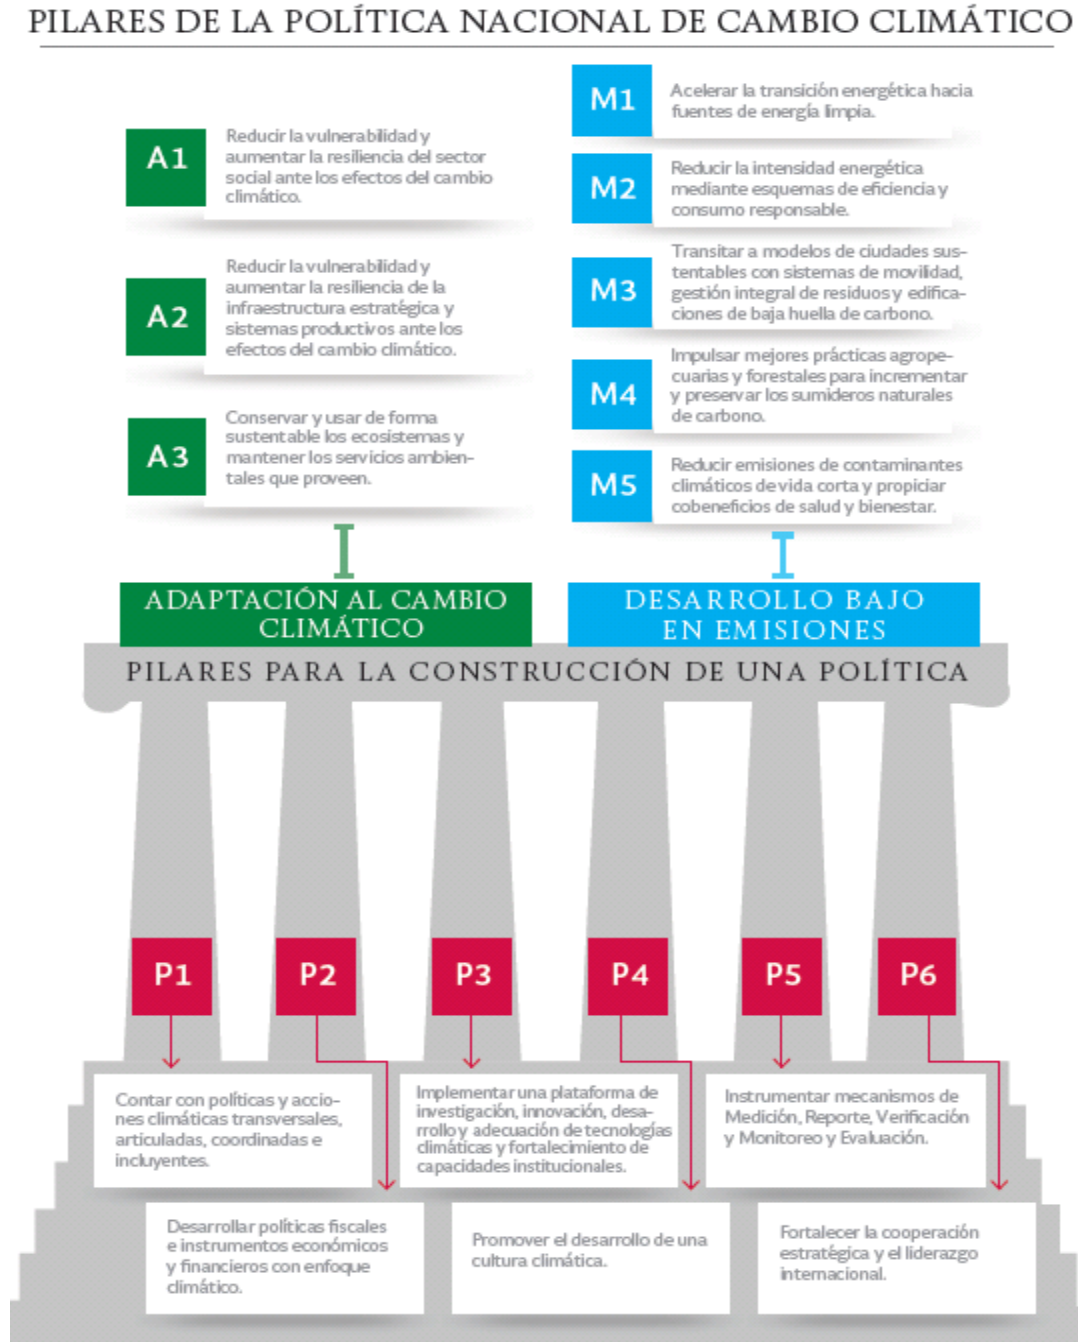 PILARES DE LA POLÍTICA NACIONAL DE CAMBIO CLIMÁTICO
A1
Reducir la vulnerabilidad y
aumentar la resiliencia del sector
social ante los efectos del cambio
climático.
A2
Reducir la vulnerabilidad y
aumentar la resiliencia de la
infraestructura estratégica y
sistemas productivos ante los
efectos del cambio climático.
A3
Conservar y usar de forma
sustentable los ecosistemas y
mantener los servicios ambien-
tales que proveen.
ADAPTACIÓN AL CAMBIO
CLIMÁTICO
M1
Acelerar la transición energética hacia
fuentes de energía limpia.
M2
Reducir la intensidad energética
mediante esquemas de eficiencia y
consumo responsable.
M3
Transitar a modelos de ciudades sus-
tentables con sistemas de movilidad,
gestión integral de residuos y edifica-
ciones de baja huella de carbono.
M4
Impulsar mejores prácticas agrope-
cuarias y forestales para incrementar
y preservar los sumideros naturales
de carbono.
M5
Reducir emisiones de contaminantes
climáticos de vida corta y propiciar
cobeneficios de salud y bienestar.
DESARROLLO BAJO
EN EMISIONES
PILARES PARA LA CONSTRUCCIÓN DE UNA POLÍTICA
P1
Contar con políticas y accio-
nes climáticas transversales,
articuladas, coordinadas e
incluyentes.
P2
Desarrollar políticas fiscales
e instrumentos económicos
y financieros con enfoque
climático.
P3
Implementar una plataforma de
investigación, innovación, desa-
rrollo y adecuación de tecnologías
climáticas y fortalecimiento de
capacidades institucionales.
P4
Promover el desarrollo de una
cultura climática.
P5
Instrumentar mecanismos de
Medición, Reporte, Verificación
y Monitoreo y Evaluación.
P6
Fortalecer la cooperación
estratégica y el liderazgo
internacional.